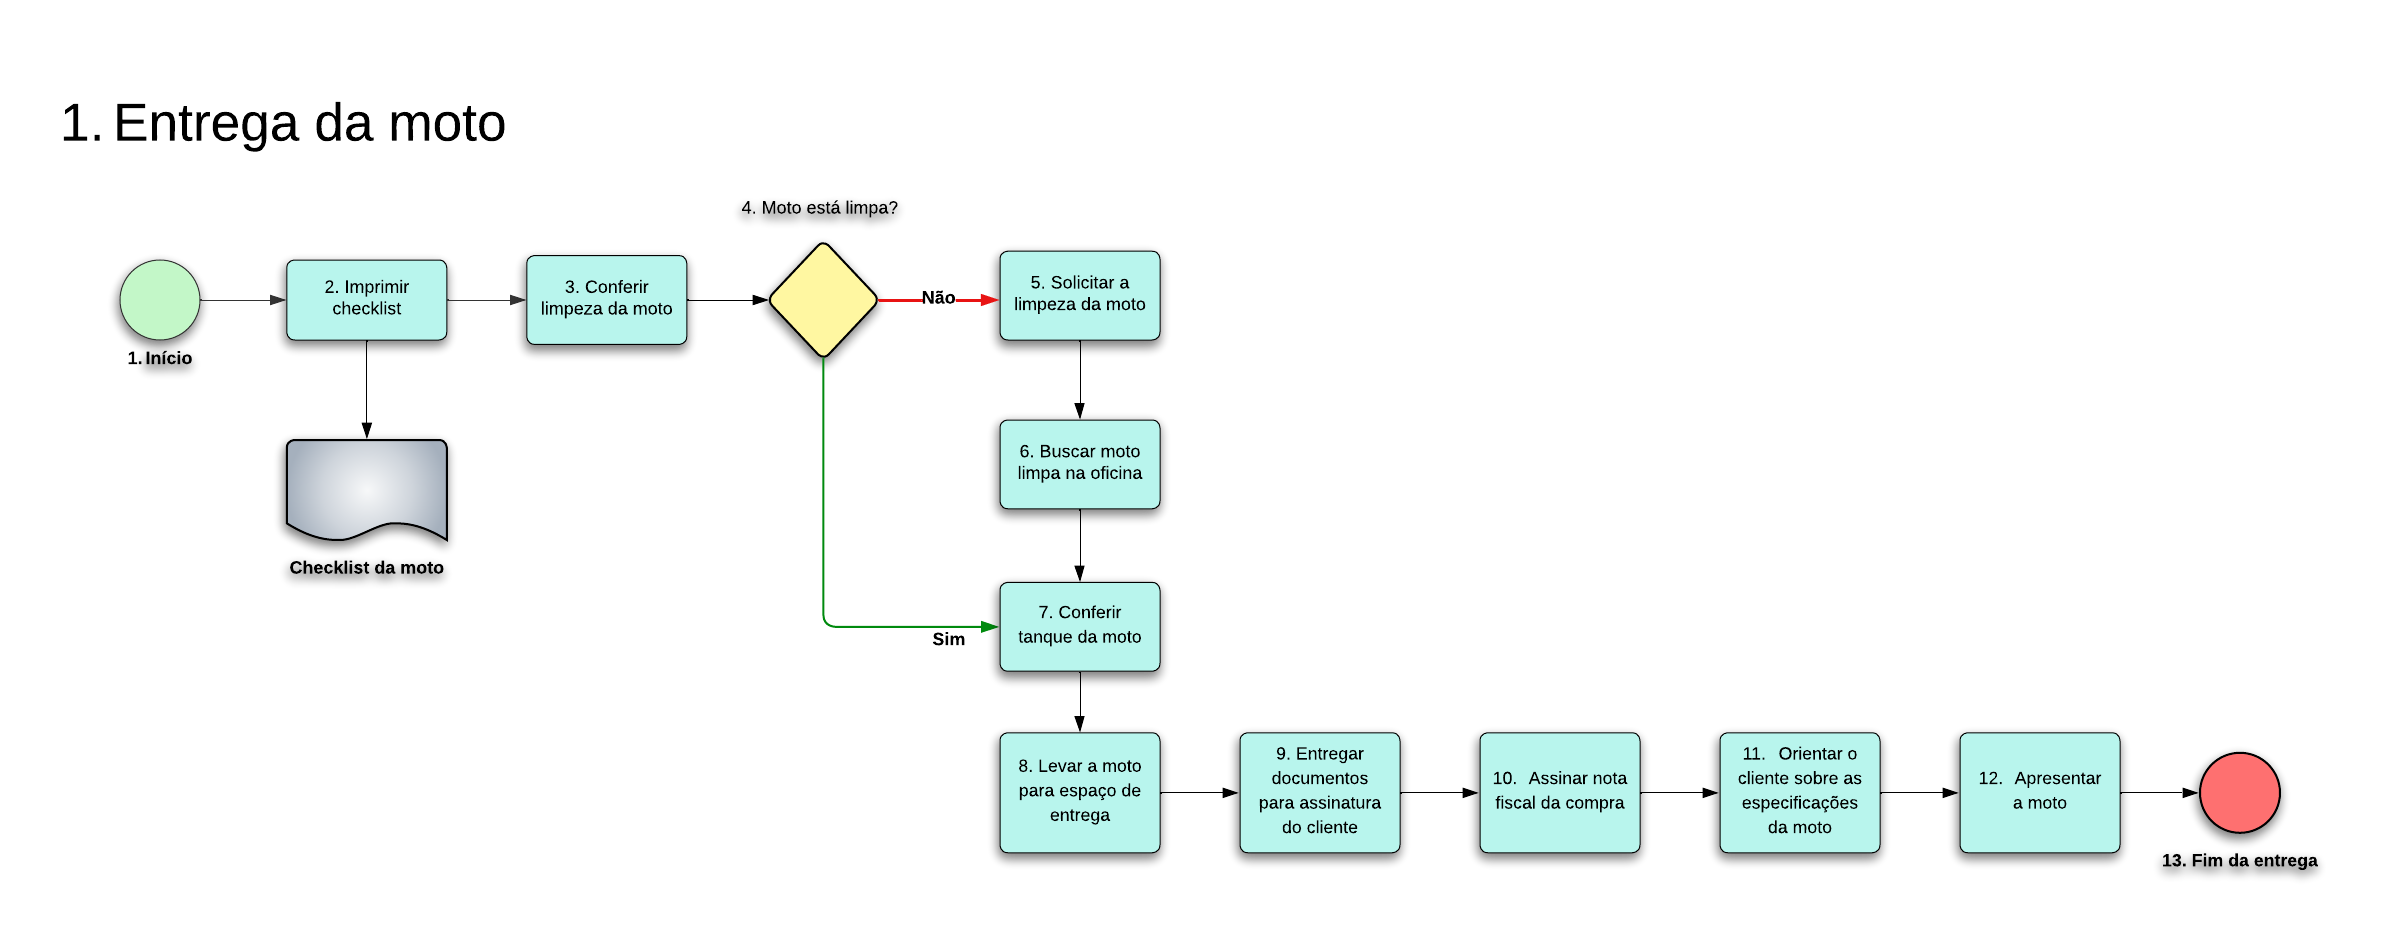 1. Entrega da moto
4. Moto está limpa?
1. Início
2. Imprimir
checklist
3. Conferir
limpeza da moto
Não
5. Solicitar a
limpeza da moto
Checklist da moto
6. Buscar moto
limpa na oficina
Sim
7. Conferir
tanque da moto
8. Levar a moto
para espaço de
entrega
9. Entregar
documentos
para assinatura
do cliente
10. Assinar nota
fiscal da compra
11. Orientar o
cliente sobre as
especificações
da moto
12. Apresentar
a moto
13. Fim da entrega